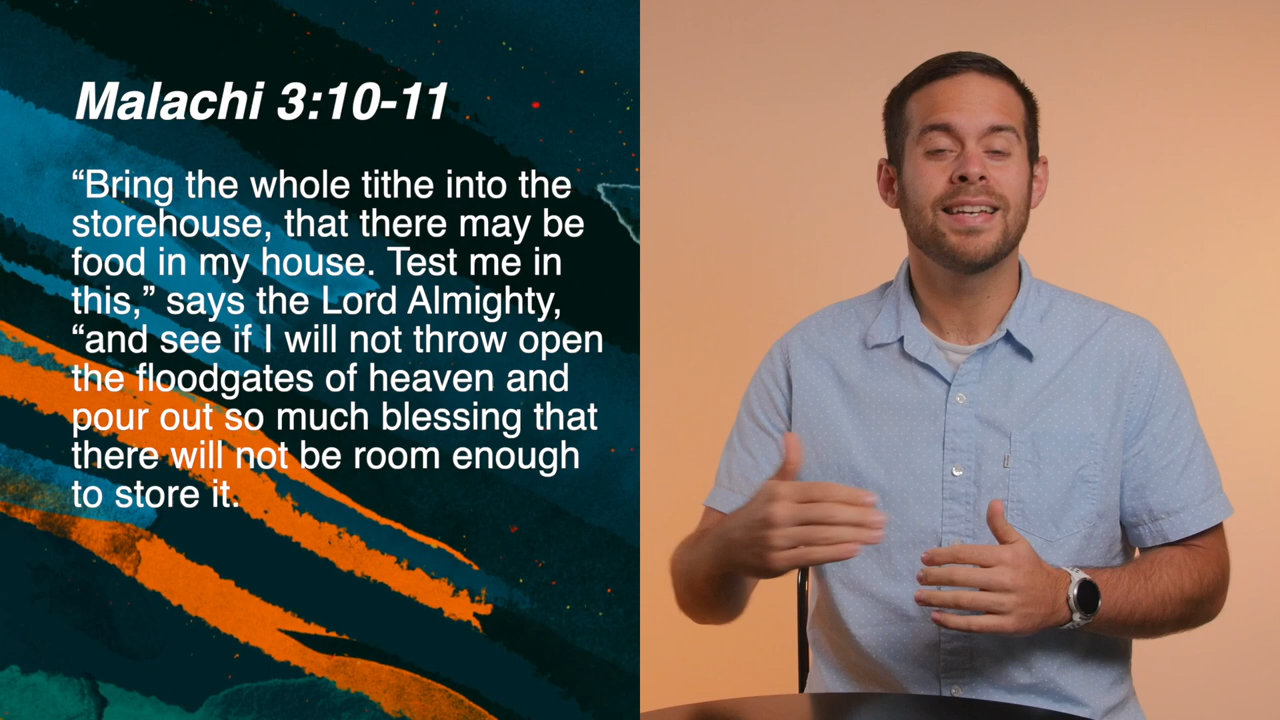 Malachi 3:10-11
“Bring the whole tithe into the
storehouse, that there may be
food in my house. Test me in
this,” says the Lord Almighty,
“and see if I will not throw open
the floodgates of heaven and
pour out so much blessing that
there will not be room enough
to store it.